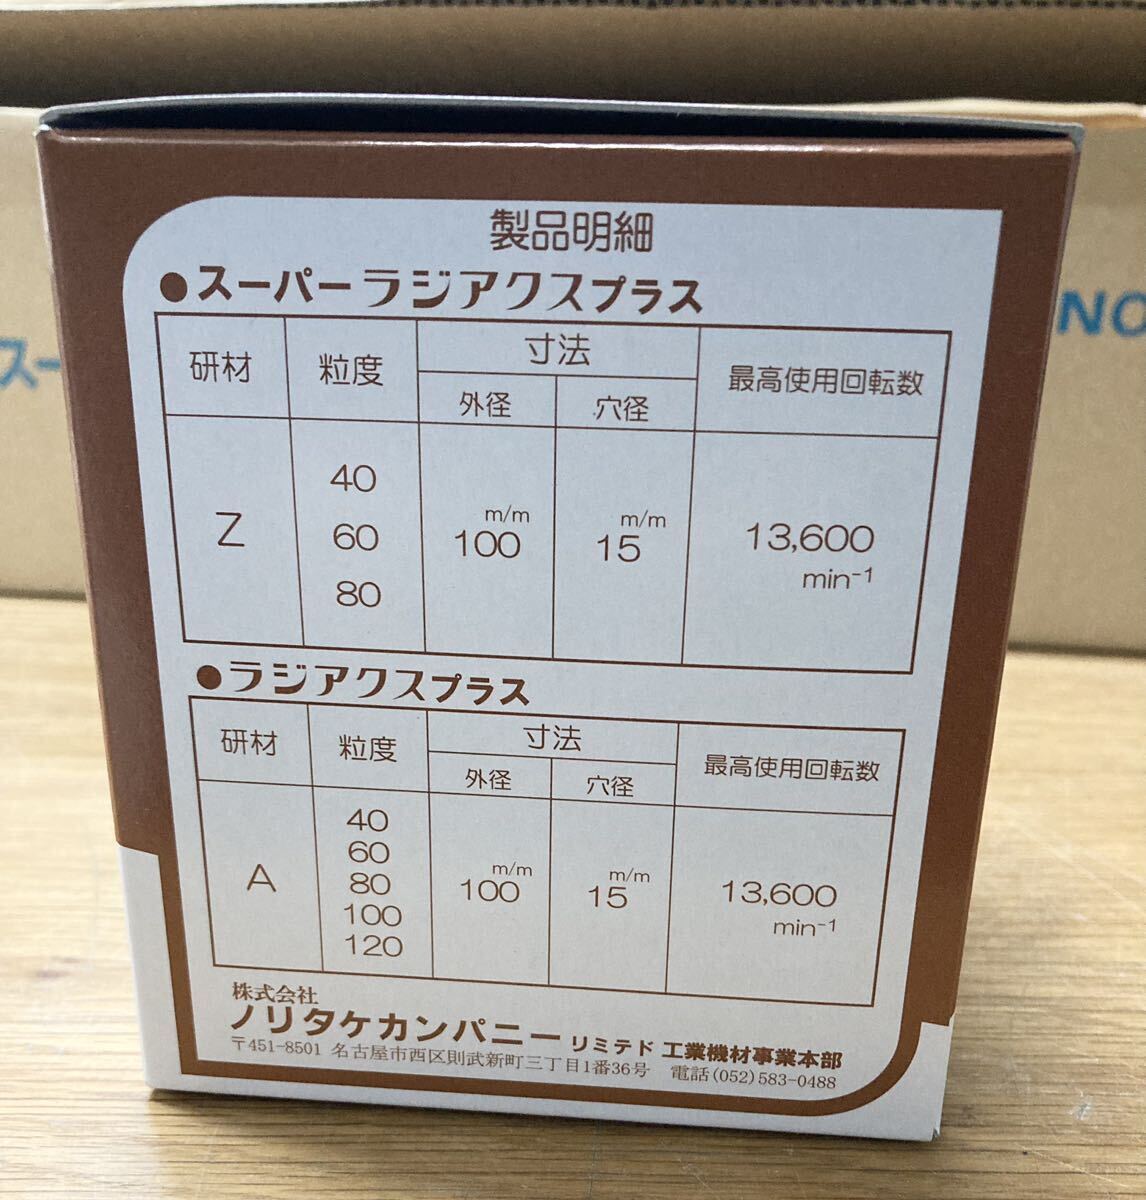 製品明細
●スーパーラジアクスプラス
研材 粒度 寸法 最高使用回転数
外径 穴径
Z 40 60 80 100 m/m 15 m/m 13,600 min⁻¹
●ラジアクスプラス
研材 粒度 寸法 最高使用回転数
外径 穴径
A 40 60 80 100 120 100 m/m 15 m/m 13,600 min⁻¹
株式会社
ノリタケカンパニー リミテド 工業機材事業本部
〒451-8501 名古屋市西区則武新町三丁目1番36号 電話(052)583-0488
スー
NO